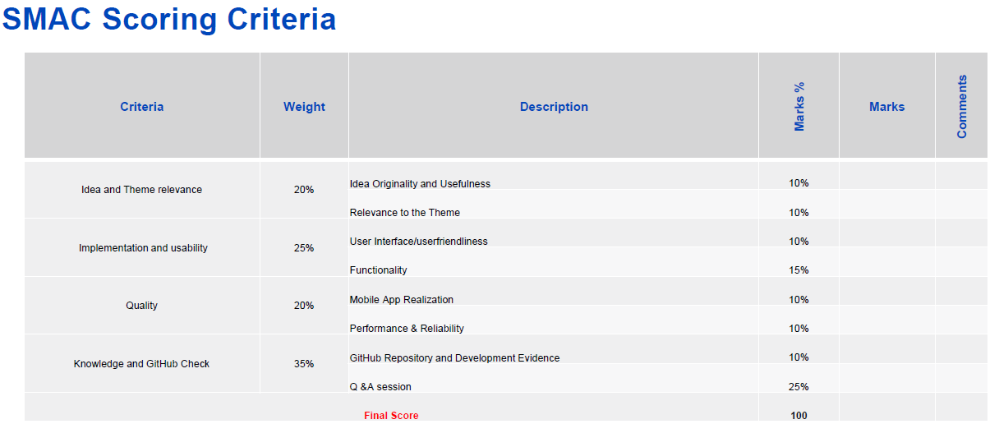 SMAC Scoring Criteria
Criteria Weight Description Marks % Marks Comments
Idea and Theme relevance 20% Idea Originality and Usefulness 10%
Relevance to the Theme 10%
Implementation and usability 25% User Interface/userfriendliness 10%
Functionality 15%
Quality 20% Mobile App Realization 10%
Performance & Reliability 10%
Knowledge and GitHub Check 35% GitHub Repository and Development Evidence 10%
Q &A session 25%
Final Score 100